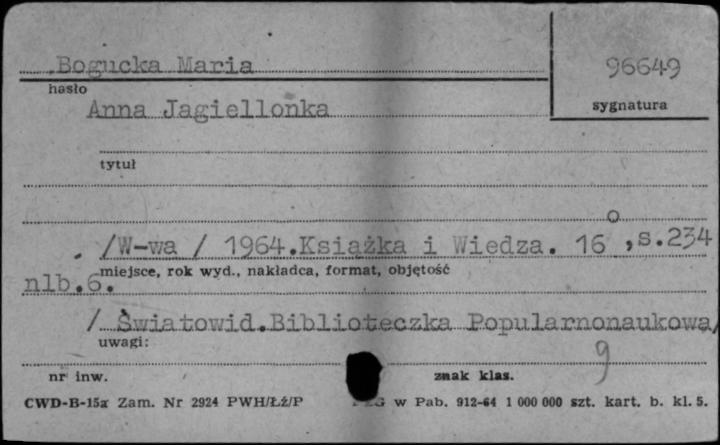 Bogucka Maria
96649
hasło
sygnatura
Anna Jagiellonka
tytuł
/W-wa / 1964.Książka i Wiedza. 16°,s.234
miejsce, rok wyd., nakładca, format, objętość
nlb.6.
/ Światowid.Biblioteczka Popularnonaukowa/
uwagi:
9
nr inw.
znak klas.
CWD-B-15a Zam. Nr 2924 PWH/Łź/P
w Pab. 912-64 1 000 000 szt. kart. b. kl. 5.